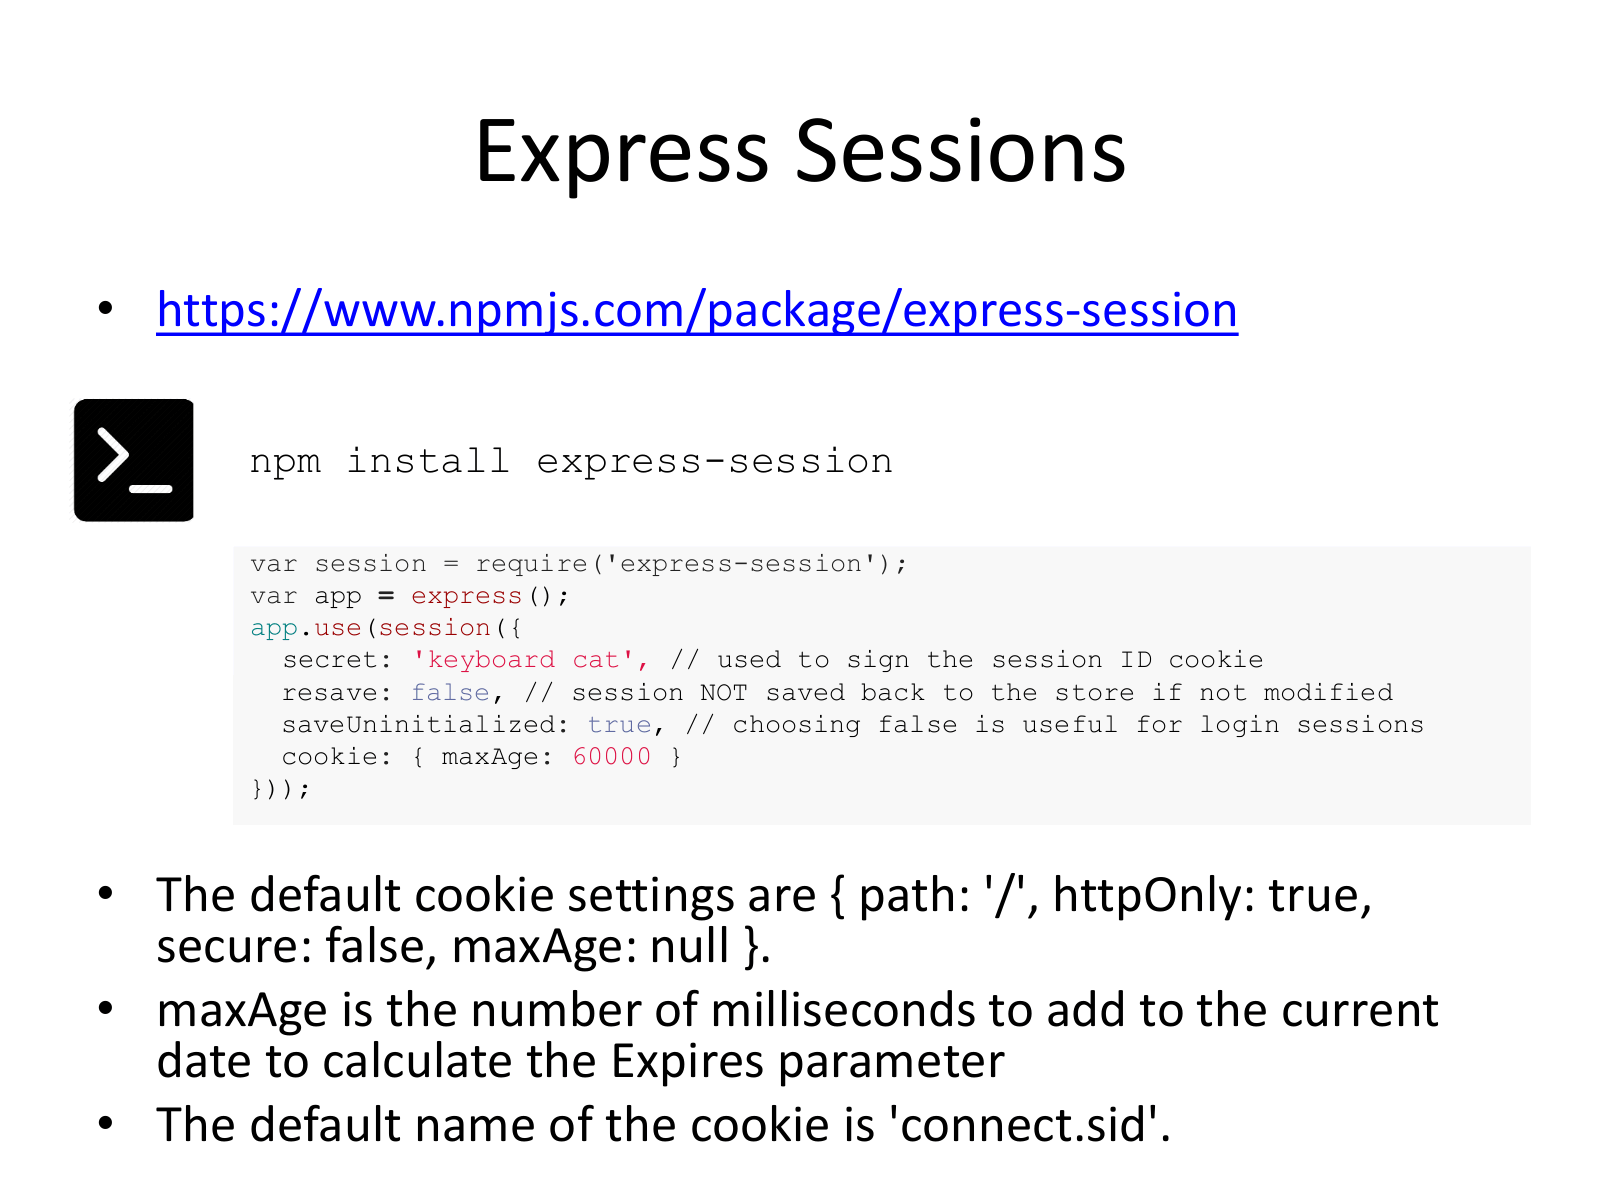 Express Sessions
• https://www.npmjs.com/package/express-session
>_
npm install express-session
var session = require('express-session');
var app = express();
app.use(session({
  secret: 'keyboard cat', // used to sign the session ID cookie
  resave: false, // session NOT saved back to the store if not modified
  saveUninitialized: true, // choosing false is useful for login sessions
  cookie: { maxAge: 60000 }
}));
• The default cookie settings are { path: '/', httpOnly: true,
secure: false, maxAge: null }.
• maxAge is the number of milliseconds to add to the current
date to calculate the Expires parameter
• The default name of the cookie is 'connect.sid'.